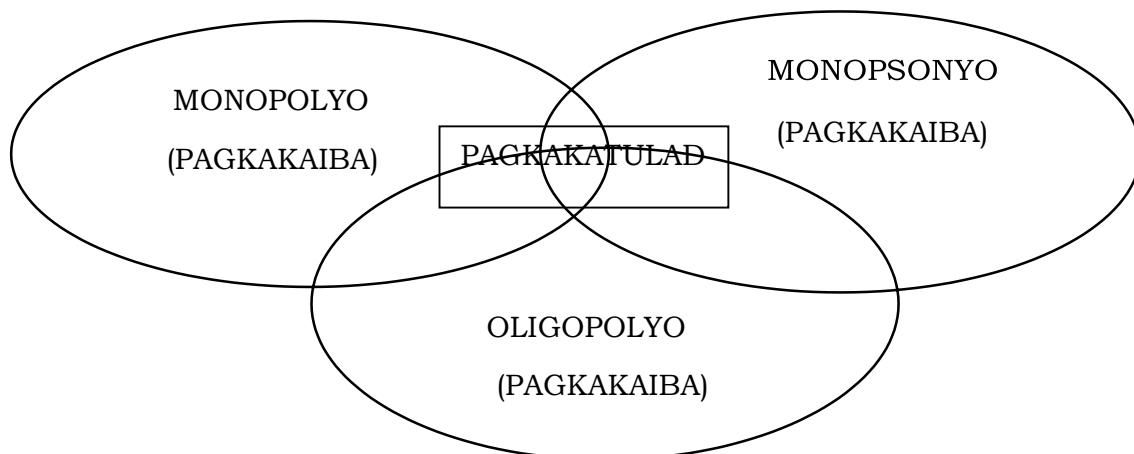 MONOPOLYO
(PAGKAKAIBA)
MONOPSONYO
(PAGKAKAIBA)
PAGKAKATULAD
OLIGOPOLYO
(PAGKAKAIBA)